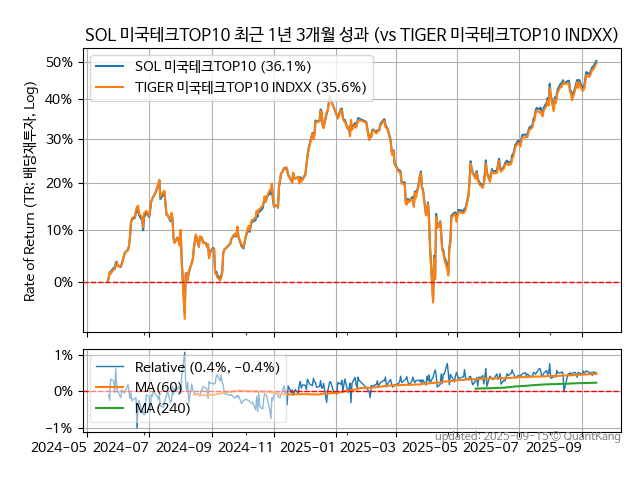 SOL 미국테크TOP10 최근 1년 3개월 성과 (vs TIGER 미국테크TOP10 INDXX)
Rate of Return (TR: 배당재투자, Log)
50%
40%
30%
20%
10%
0%
SOL 미국테크TOP10 (36.1%)
TIGER 미국테크TOP10 INDXX (35.6%)
1%
0%
−1%
Relative (0.4%, −0.4%)
MA(60)
MA(240)
2024-05 2024-07 2024-09 2024-11 2025-01 2025-03 2025-05 2025-07 2025-09
updated: 2025-09-15 © QuantKang